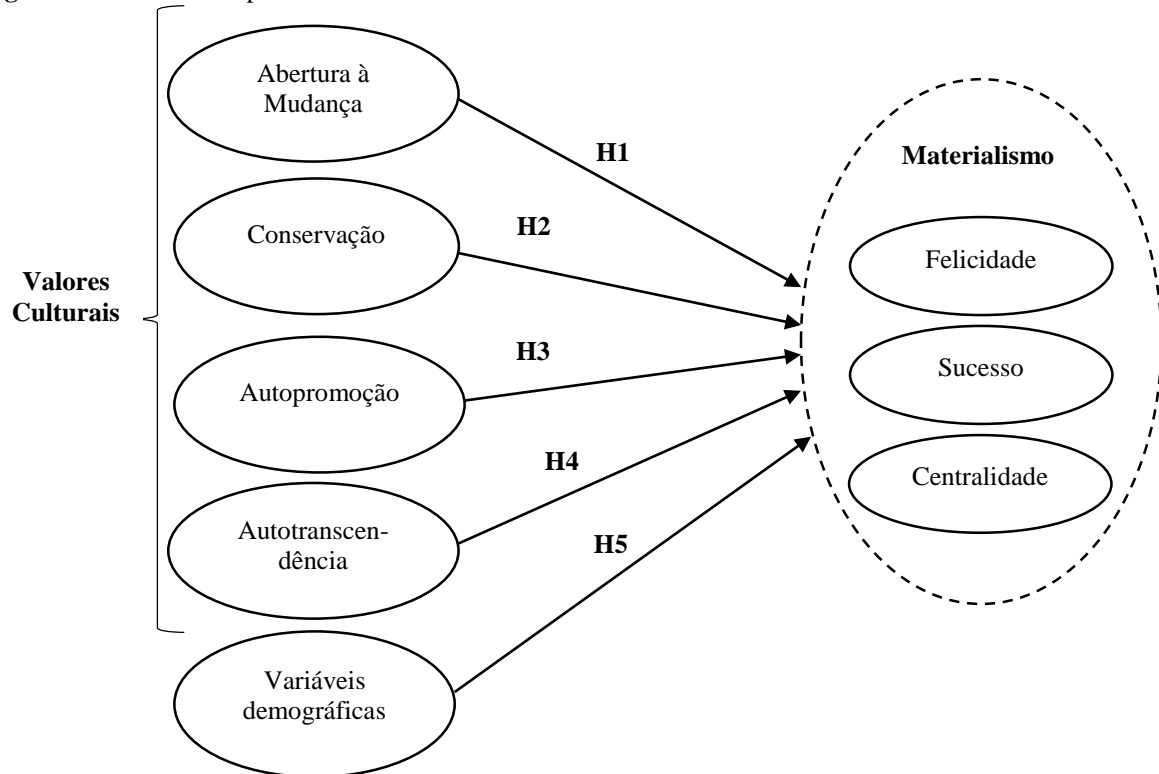 Abertura à
Mudança
H1
Materialismo
Conservação
H2
Felicidade
Valores
Culturais
H3
Autopromoção
Sucesso
H4
Centralidade
Autotranscen-
dência
H5
Variáveis
demográficas